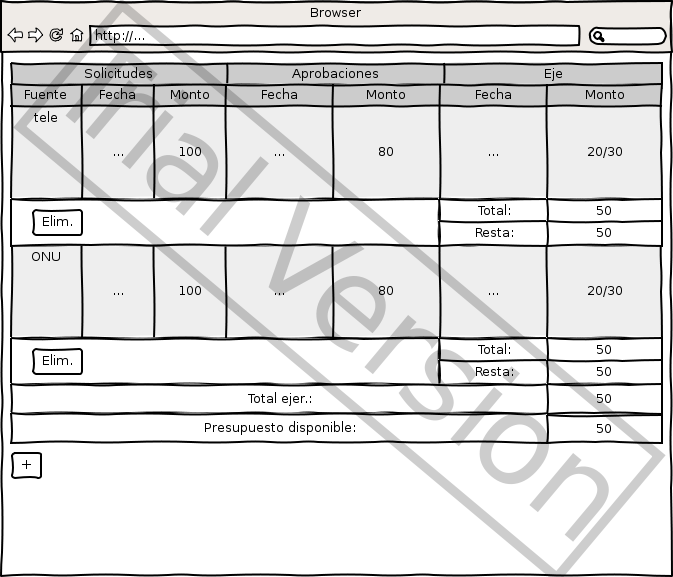 Browser
http://...
Solicitudes Aprobaciones Eje
Fuente Fecha Monto Fecha Monto Fecha Monto
tele
... 100 ... 80 ... 20/30
Total: 50
Elim.
Resta: 50
ONU
... 100 ... 80 ... 20/30
Total: 50
Elim.
Resta: 50
Total ejer.: 50
Presupuesto disponible: 50
+
Trial Version